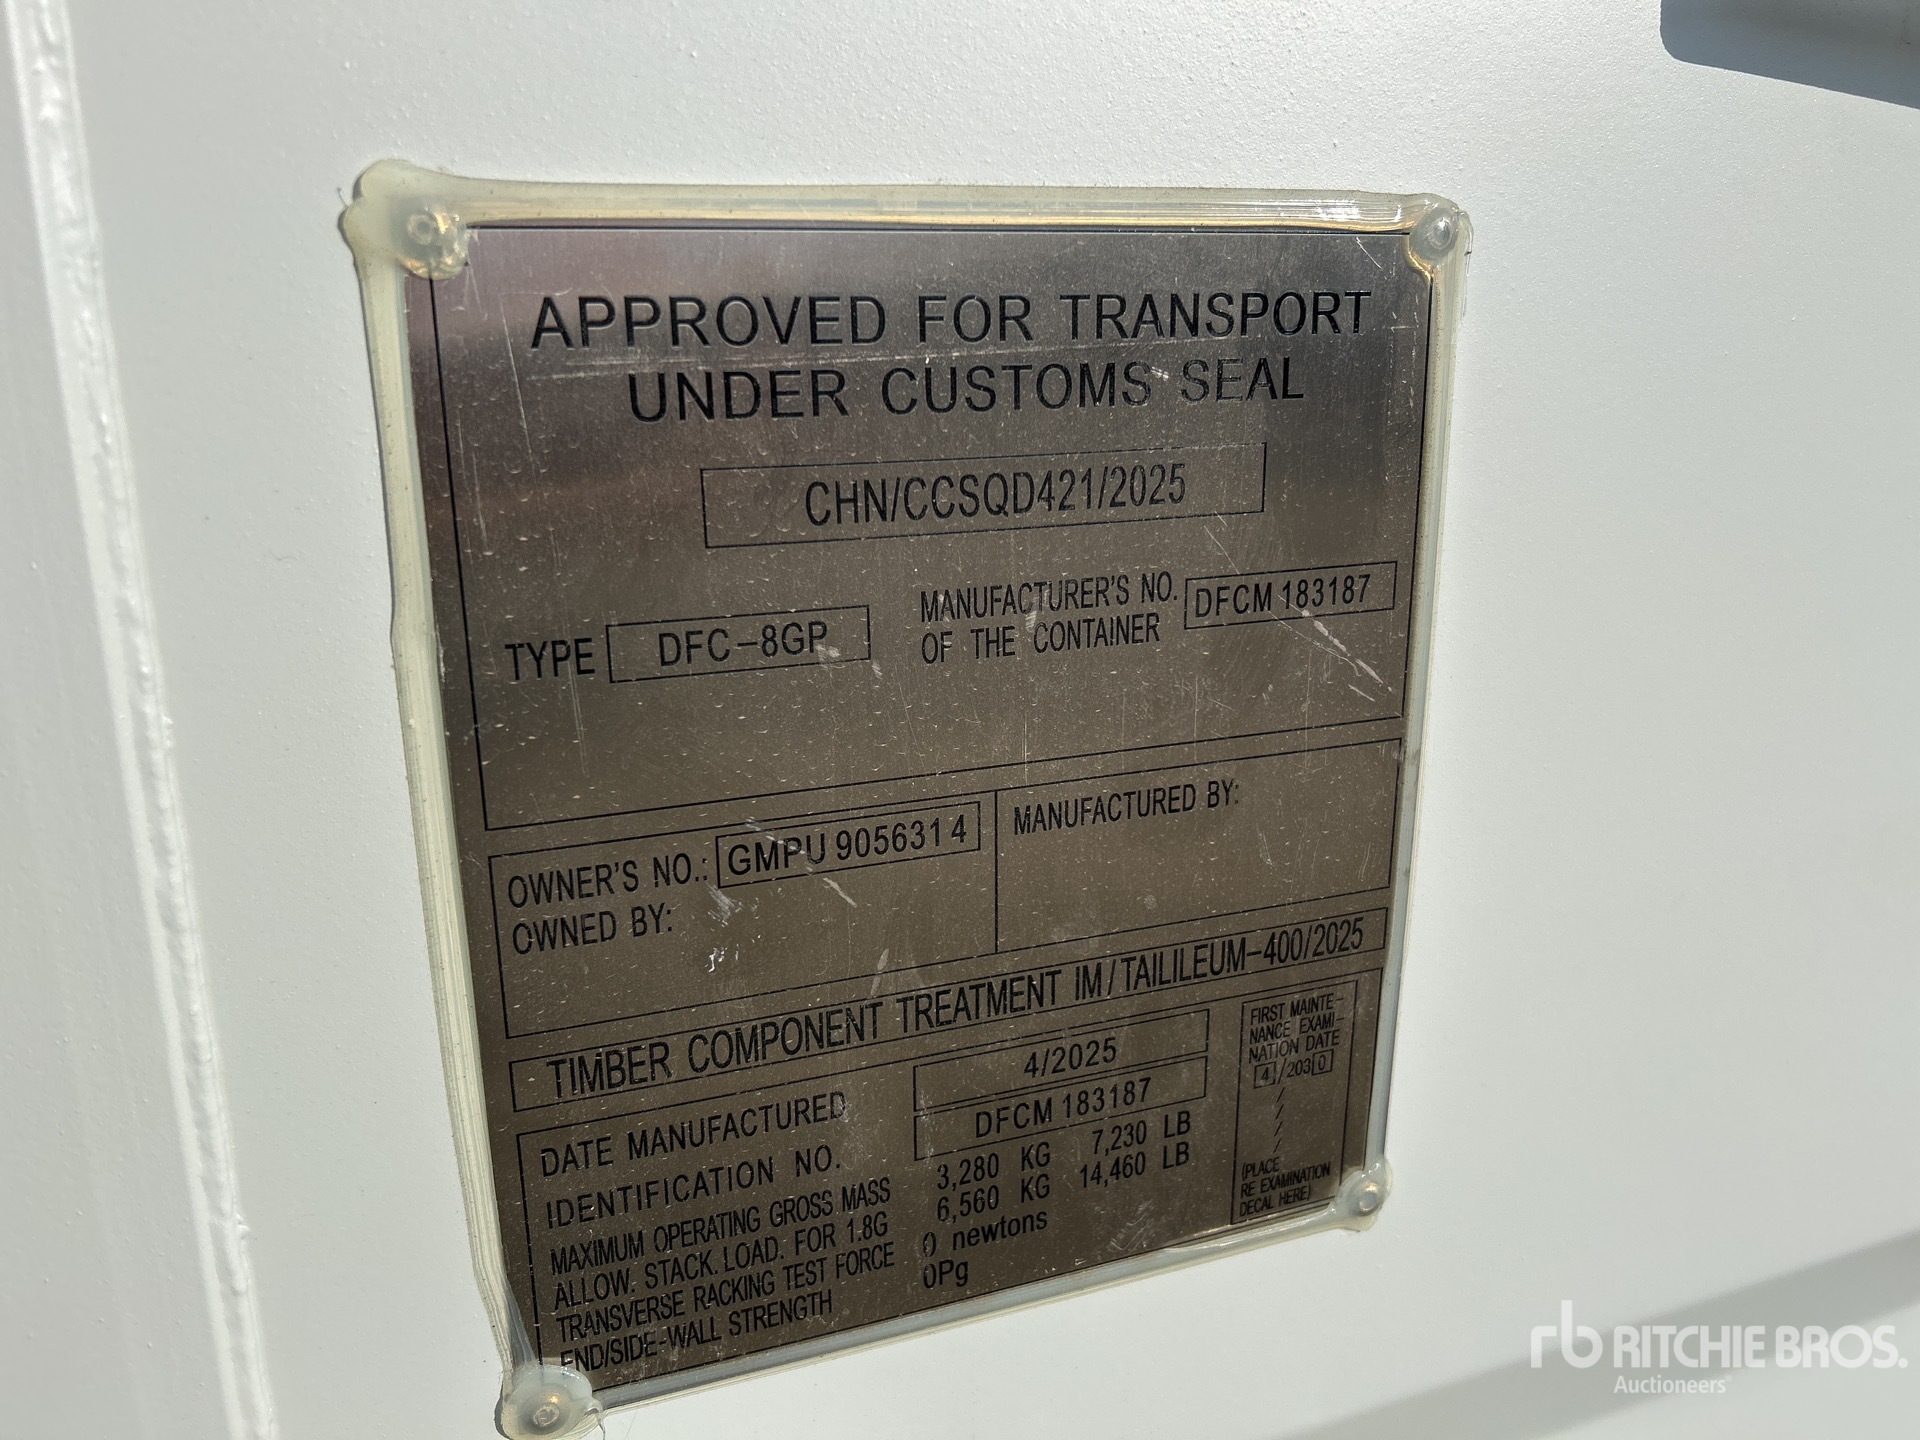 APPROVED FOR TRANSPORT
UNDER CUSTOMS SEAL
CHN/CCSQD421/2025
TYPE DFC-8GP
MANUFACTURER'S NO.
OF THE CONTAINER
DFCM 183187
OWNER'S NO.: GMPU 9056314
OWNED BY:
MANUFACTURED BY:
TIMBER COMPONENT TREATMENT IM/TAILILEUM-400/2025
DATE MANUFACTURED 4/2025
IDENTIFICATION NO. DFCM 183187
MAXIMUM OPERATING GROSS MASS 3,280 KG 7,230 LB
ALLOW. STACK. LOAD. FOR 1.8G 6,560 KG 14,460 LB
TRANSVERSE RACKING TEST FORCE 0 newtons
END/SIDE-WALL STRENGTH 0Pg
FIRST MAINTE-
NANCE EXAMI-
NATION DATE
4/2030
/
/
/
/
/
(PLACE
RE EXAMINATION
DECAL HERE)
rb RITCHIE BROS.
Auctioneers